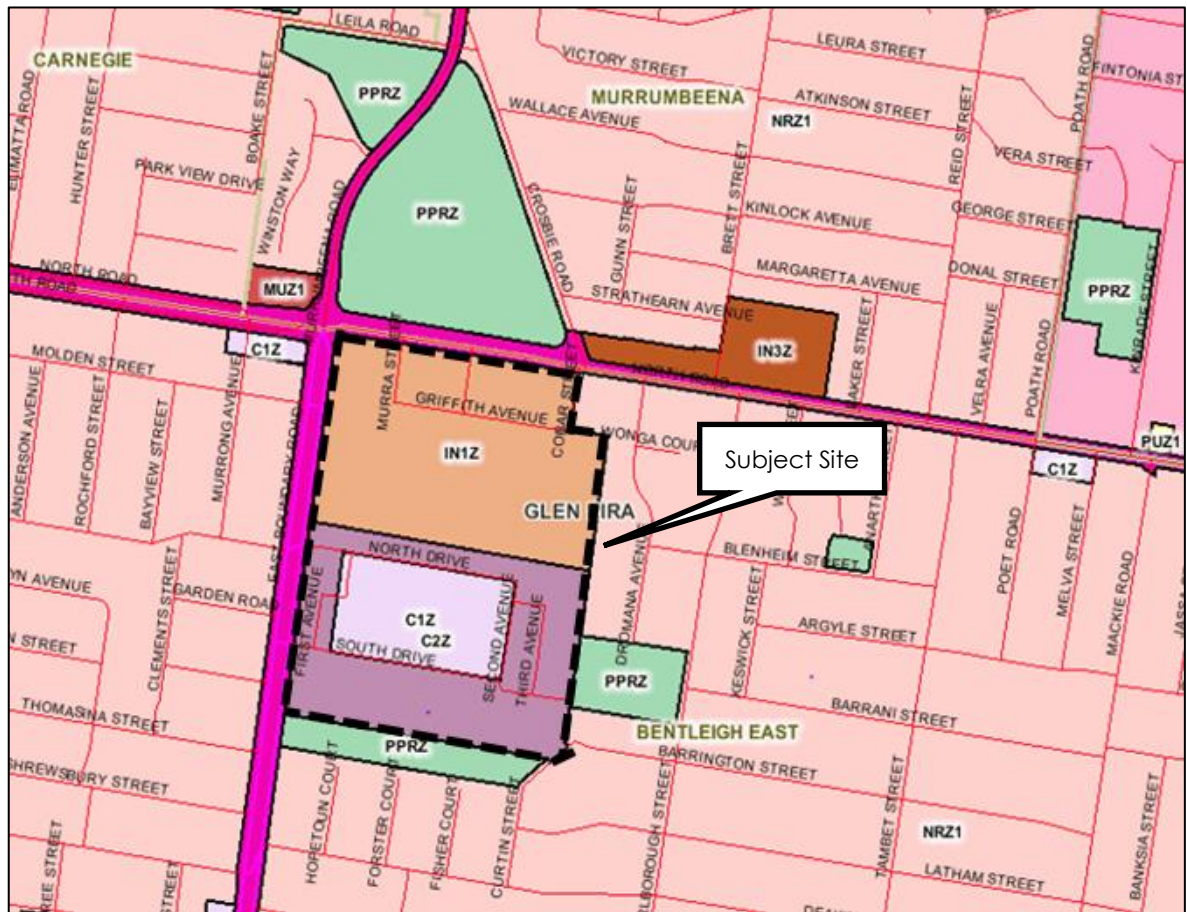 LEILA ROAD
CARNEGIE
VICTORY STREET
LEURA STREET
FINTONIA ST
POATH ROAD
PPRZ
MURRUMBEENA
ATKINSON STREET
NRZ1
WALLACE AVENUE
REID STREET
VERA STREET
ELIMATTA ROAD
HUNTER STREET
BOAKE STREET
PARK VIEW DRIVE
WINSTON WAY
PPRZ
CROSBIE ROAD
GUNN STREET
BRETT STREET
KINLOCK AVENUE
GEORGE STREET
MARGARETTA AVENUE
DONAL STREET
PPRZ
NORTH ROAD
MUZ1
STRATHEARN AVENUE
IN3Z
NORTH ROAD
VELRA AVENUE
POATH ROAD
C1Z
MOLDEN STREET
MURRA STREET
GRIFFITH AVENUE
WONGA COURT
PUZ1
C1Z
ANDERSON AVENUE
ROCHFORD STREET
BAYVIEW STREET
MURRONG AVENUE
EAST BOUNDARY ROAD
IN1Z
Subject Site
GLEN EIRA
NORTH DRIVE
BLENHEIM STREET
POET ROAD
MELVA STREET
MACKIE ROAD
GARDEN ROAD
CLEMENTS STREET
FIRST AVENUE
C1Z
C2Z
SOUTH DRIVE
SECOND AVENUE
THIRD AVENUE
DROMANA STREET
KESWICK STREET
ARGYLE STREET
PPRZ
BARRANI STREET
THOMASINA STREET
BENTLEIGH EAST
PPRZ
BARRINGTON STREET
HOPETOUN COURT
FORSTER COURT
FISHER COURT
CURTIN STREET
TAMBET STREET
NRZ1
BANKSIA STREET
LATHAM STREET